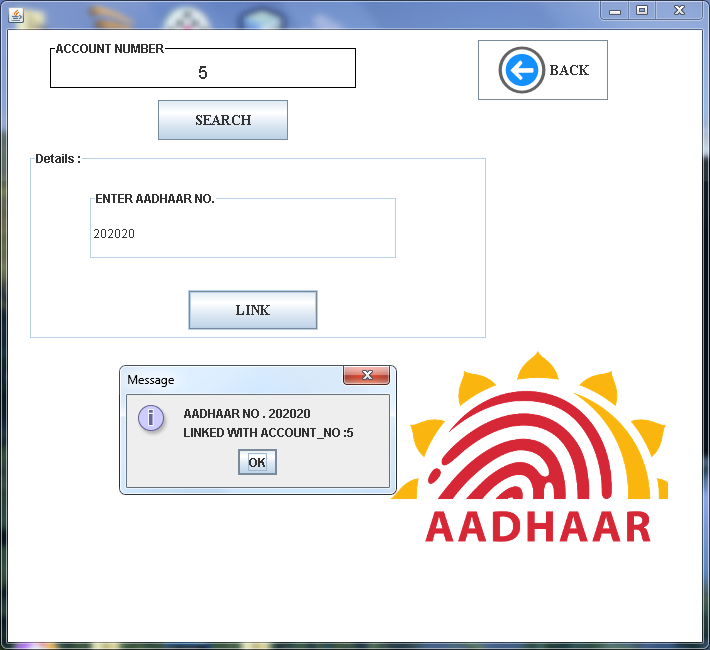 ACCOUNT NUMBER
5
BACK
SEARCH
Details :
ENTER AADHAAR NO.
202020
LINK
Message
i
AADHAAR NO . 202020
LINKED WITH ACCOUNT_NO :5
OK
AADHAAR